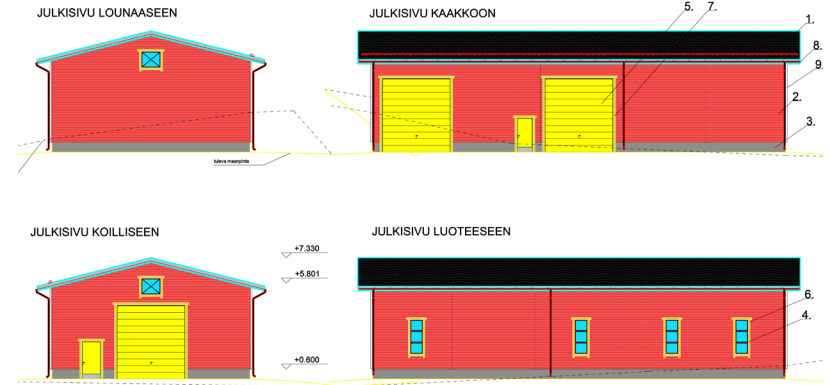 JULKISIVU LOUNAASEEN
JULKISIVU KAAKKOON
5.
7.
1.
8.
9.
2.
3.
tuleva maanpinta
JULKISIVU KOILLISEEN
JULKISIVU LUOTEESEEN
+7.330
+5.801
6.
4.
+0.600